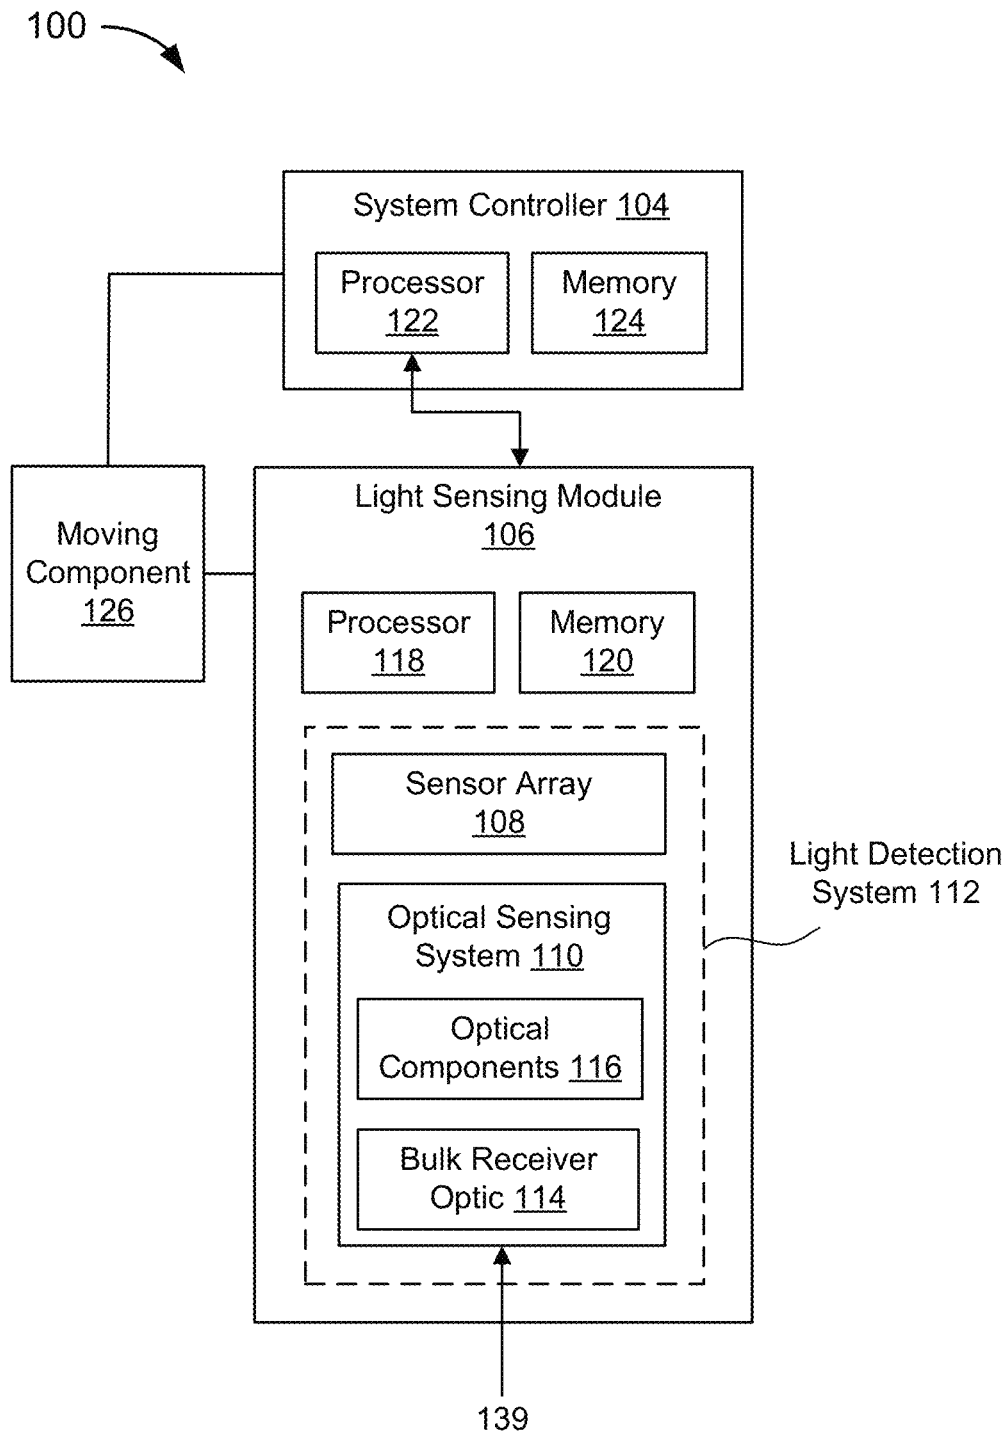 100
System Controller 104
Processor
122
Memory
124
Moving
Component
126
Light Sensing Module
106
Processor
118
Memory
120
Sensor Array
108
Light Detection
System 112
Optical Sensing
System 110
Optical
Components 116
Bulk Receiver
Optic 114
139